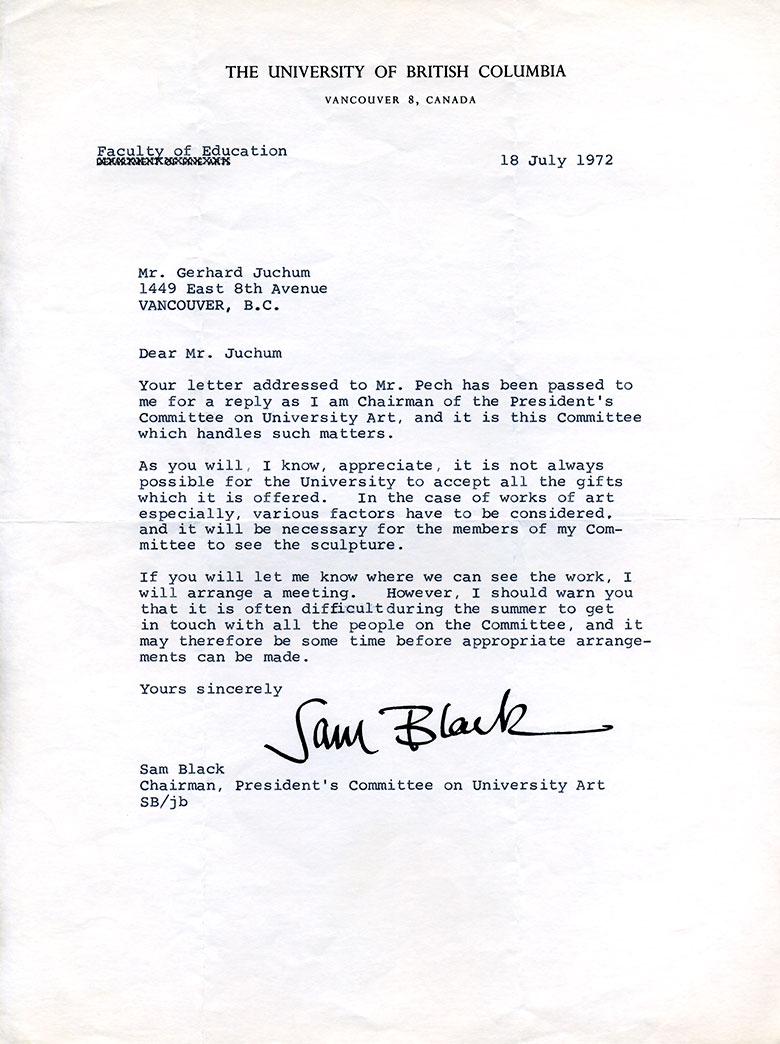 THE UNIVERSITY OF BRITISH COLUMBIA
VANCOUVER 8, CANADA
Faculty of Education
18 July 1972
Mr. Gerhard Juchum
1449 East 8th Avenue
VANCOUVER, B.C.
Dear Mr. Juchum
Your letter addressed to Mr. Pech has been passed to
me for a reply as I am Chairman of the President's
Committee on University Art, and it is this Committee
which handles such matters.
As you will, I know, appreciate, it is not always
possible for the University to accept all the gifts
which it is offered. In the case of works of art
especially, various factors have to be considered,
and it will be necessary for the members of my Com-
mittee to see the sculpture.
If you will let me know where we can see the work, I
will arrange a meeting. However, I should warn you
that it is often difficult during the summer to get
in touch with all the people on the Committee, and it
may therefore be some time before appropriate arrange-
ments can be made.
Yours sincerely
Sam Black
Sam Black
Chairman, President's Committee on University Art
SB/jb